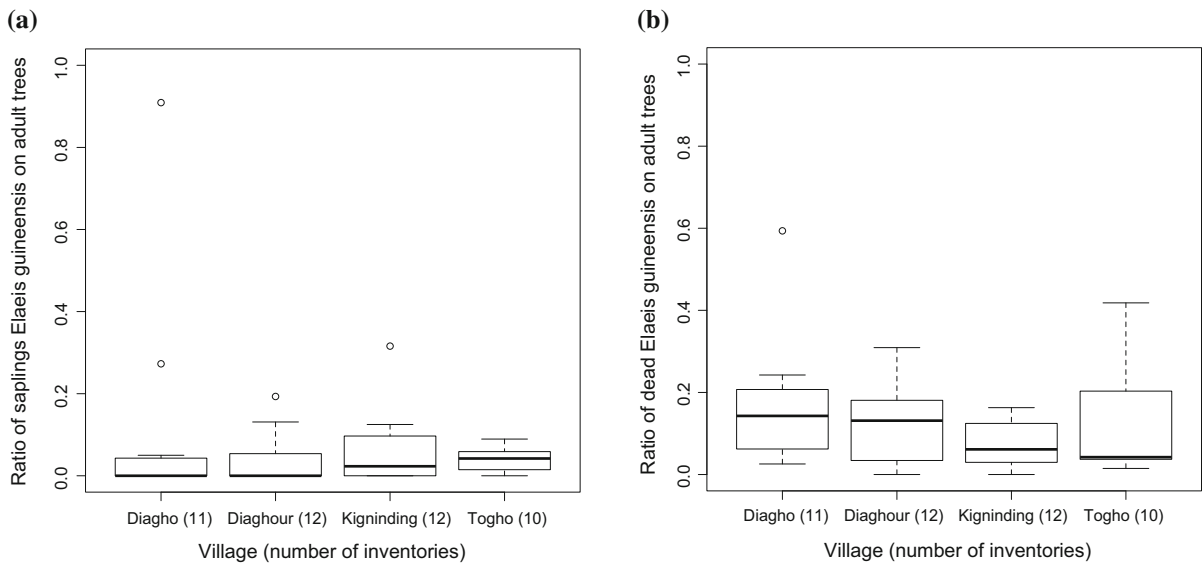 (a)
Ratio of saplings Elaeis guineensis on adult trees
1.0
0.8
0.6
0.4
0.2
0.0
Diagho (11) Diaghour (12) Kigninding (12) Togho (10)
Village (number of inventories)
(b)
Ratio of dead Elaeis guineensis on adult trees
1.0
0.8
0.6
0.4
0.2
0.0
Diagho (11) Diaghour (12) Kigninding (12) Togho (10)
Village (number of inventories)